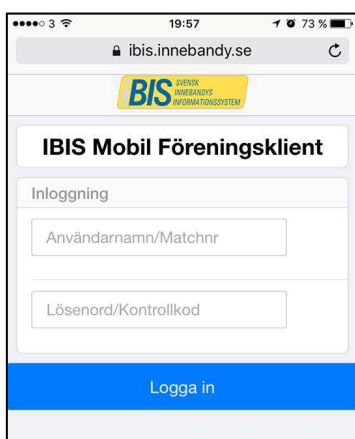 3 19:57 73 %
ibis.innebandy.se
BIS SVENSK
INNEBANDYS
INFORMATIONSSYSTEM
IBIS Mobil Föreningsklient
Inloggning
Användarnamn/Matchnr
Lösenord/Kontrollkod
Logga in